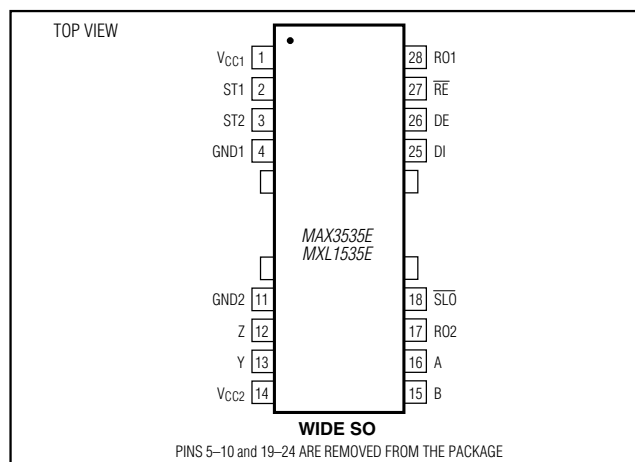 TOP VIEW
VCC1 1
ST1 2
ST2 3
GND1 4
28 RO1
27 R̅E̅
26 DE
25 DI
MAX3535E
MXL1535E
GND2 11
Z 12
Y 13
VCC2 14
18 S̅L̅O̅
17 RO2
16 A
15 B
WIDE SO
PINS 5–10 and 19–24 ARE REMOVED FROM THE PACKAGE